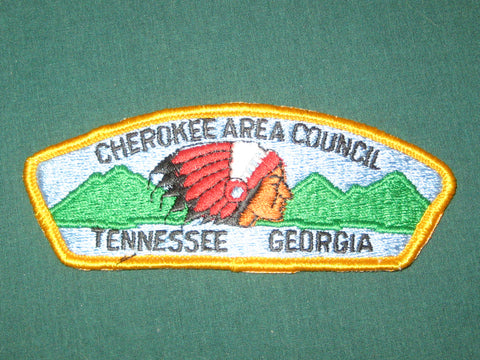 CHEROKEE AREA COUNCIL
TENNESSEE GEORGIA